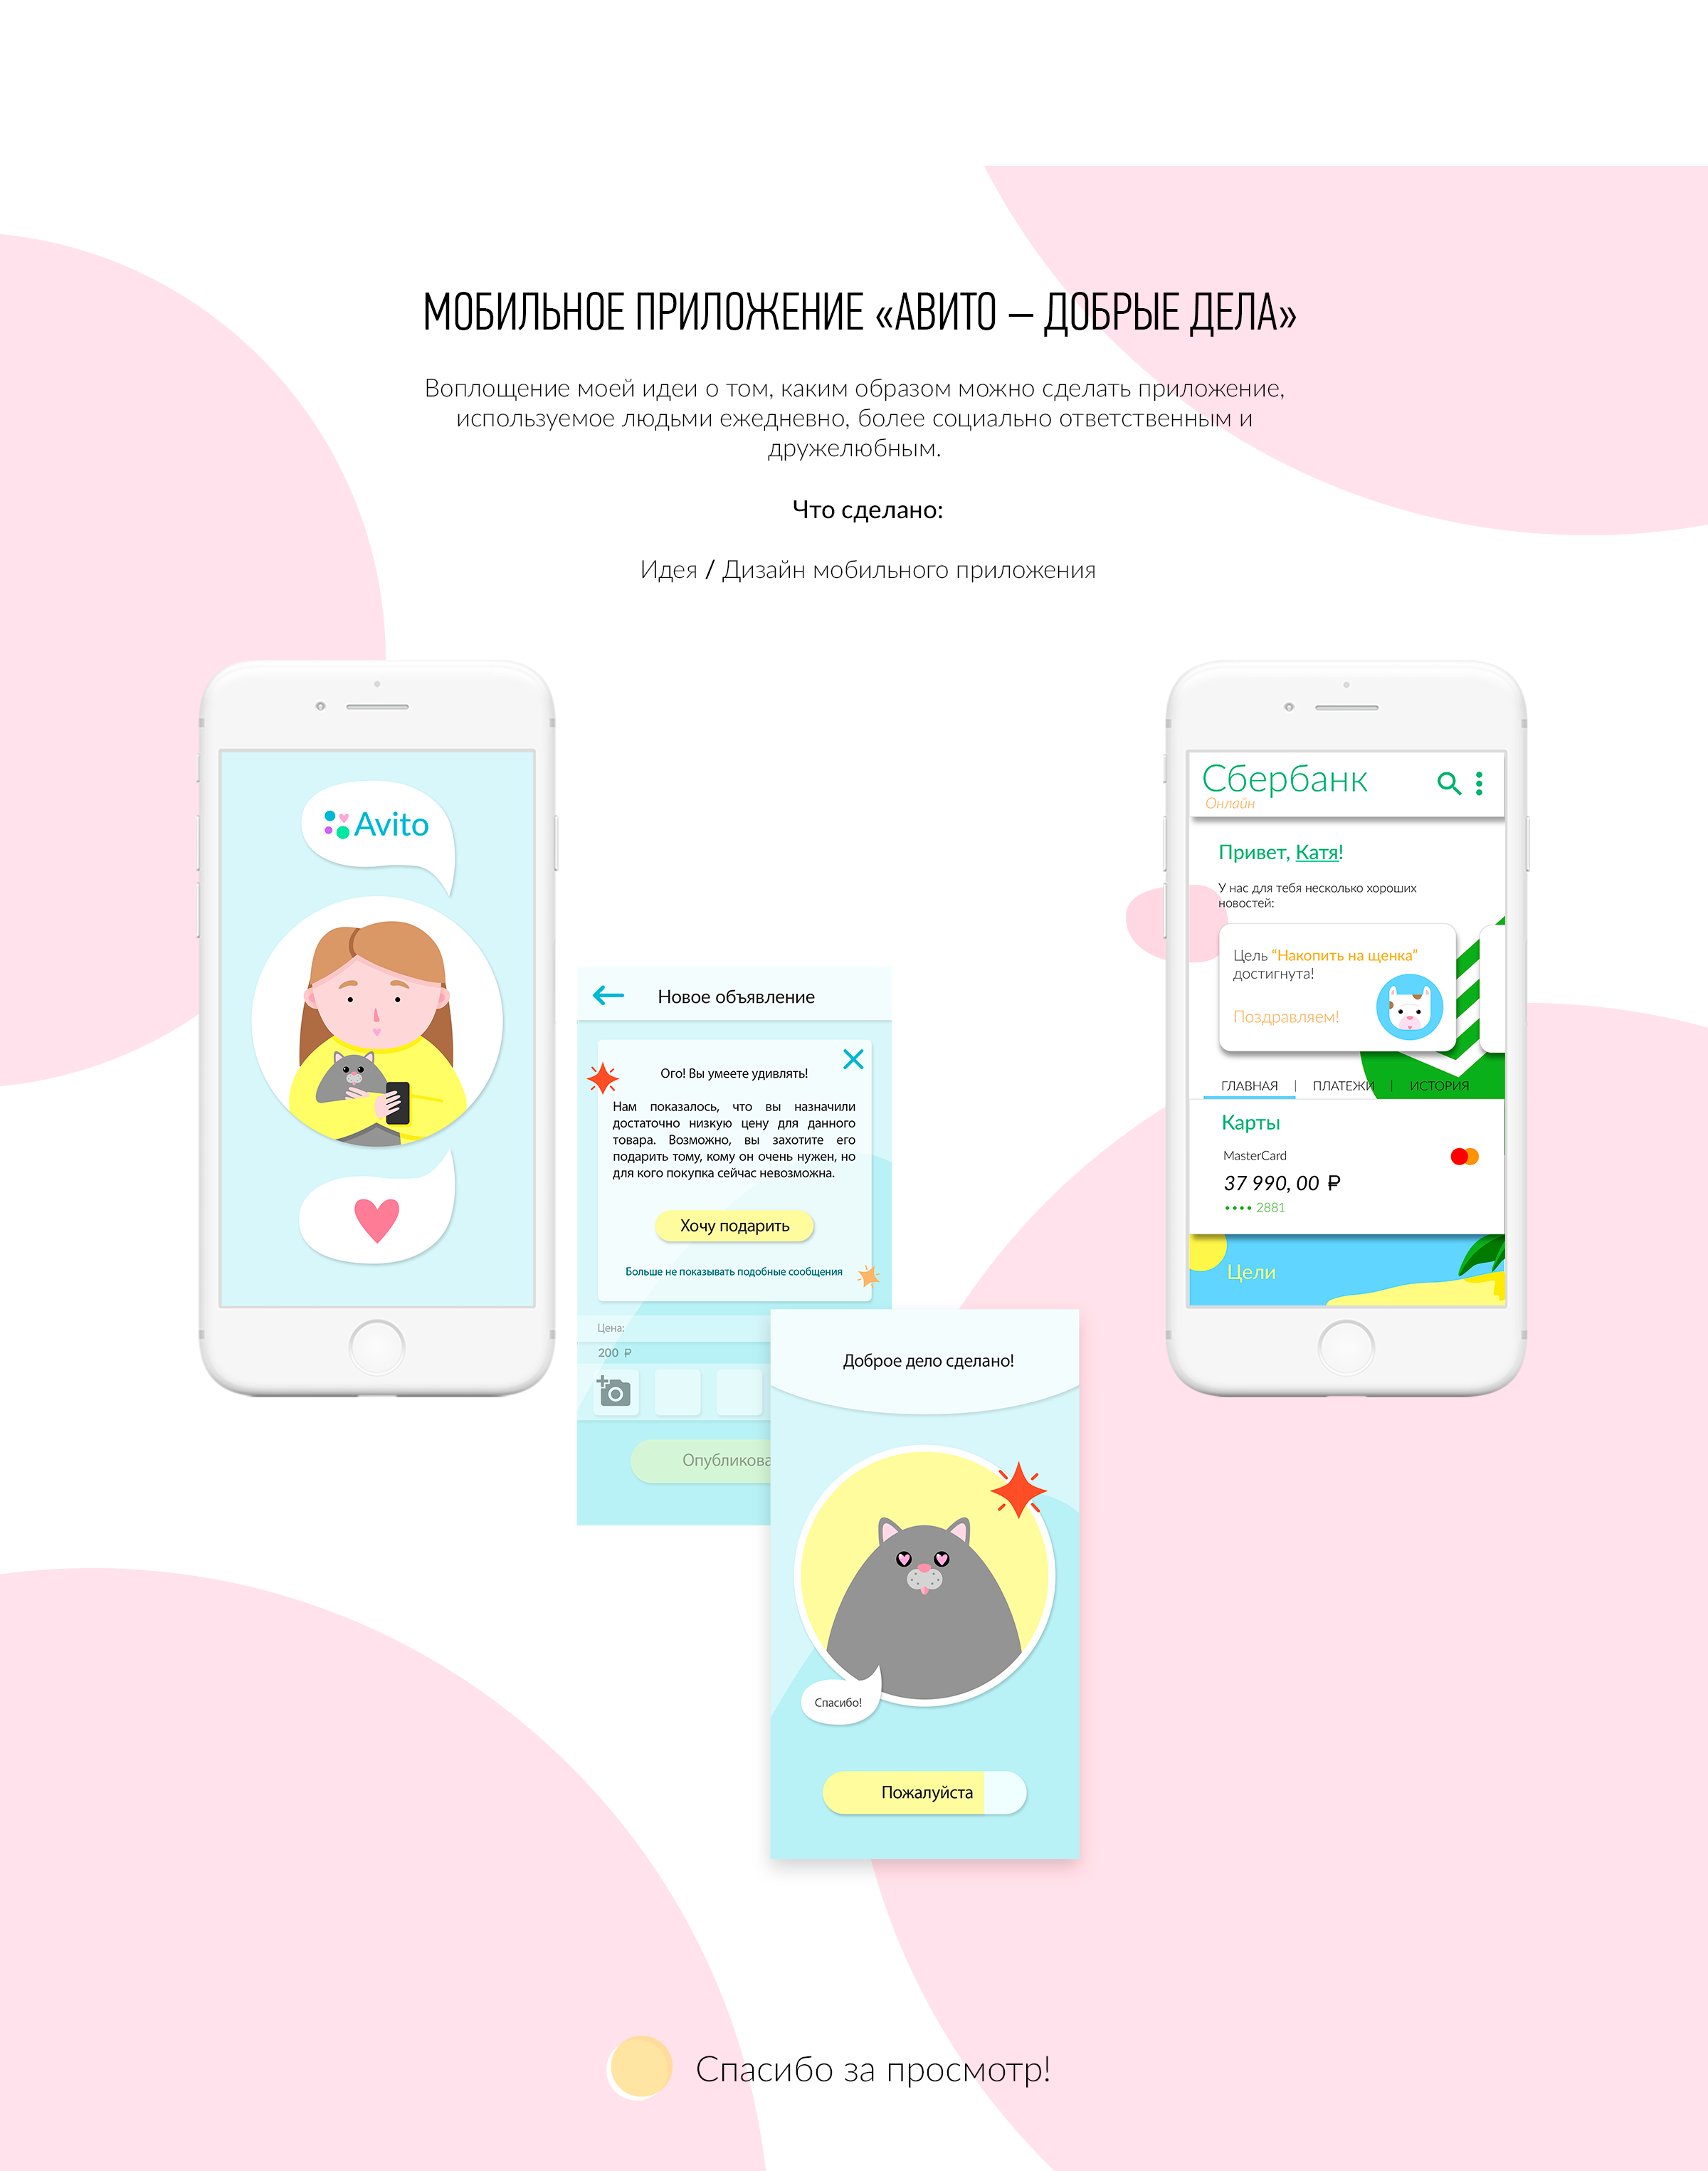 МОБИЛЬНОЕ ПРИЛОЖЕНИЕ «АВИТО – ДОБРЫЕ ДЕЛА»
Воплощение моей идеи о том, каким образом можно сделать приложение,
используемое людьми ежедневно, более социально ответственным и
дружелюбным.
Что сделано:
Идея / Дизайн мобильного приложения
Avito
Новое объявление
Ого! Вы умеете удивлять!
Нам показалось, что вы назначили
достаточно низкую цену для данного
товара. Возможно, вы захотите его
подарить тому, кому он очень нужен, но
для кого покупка сейчас невозможна.
Хочу подарить
Больше не показывать подобные сообщения
Цена:
200 ₽
Опубликова
Доброе дело сделано!
Спасибо!
Пожалуйста
Сбербанк
Онлайн
Привет, Катя!
У нас для тебя несколько хороших
новостей:
Цель "Накопить на щенка"
достигнута!
Поздравляем!
ГЛАВНАЯ | ПЛАТЕЖИ | ИСТОРИЯ
Карты
MasterCard
37 990, 00 ₽
•••• 2881
Цели
Спасибо за просмотр!